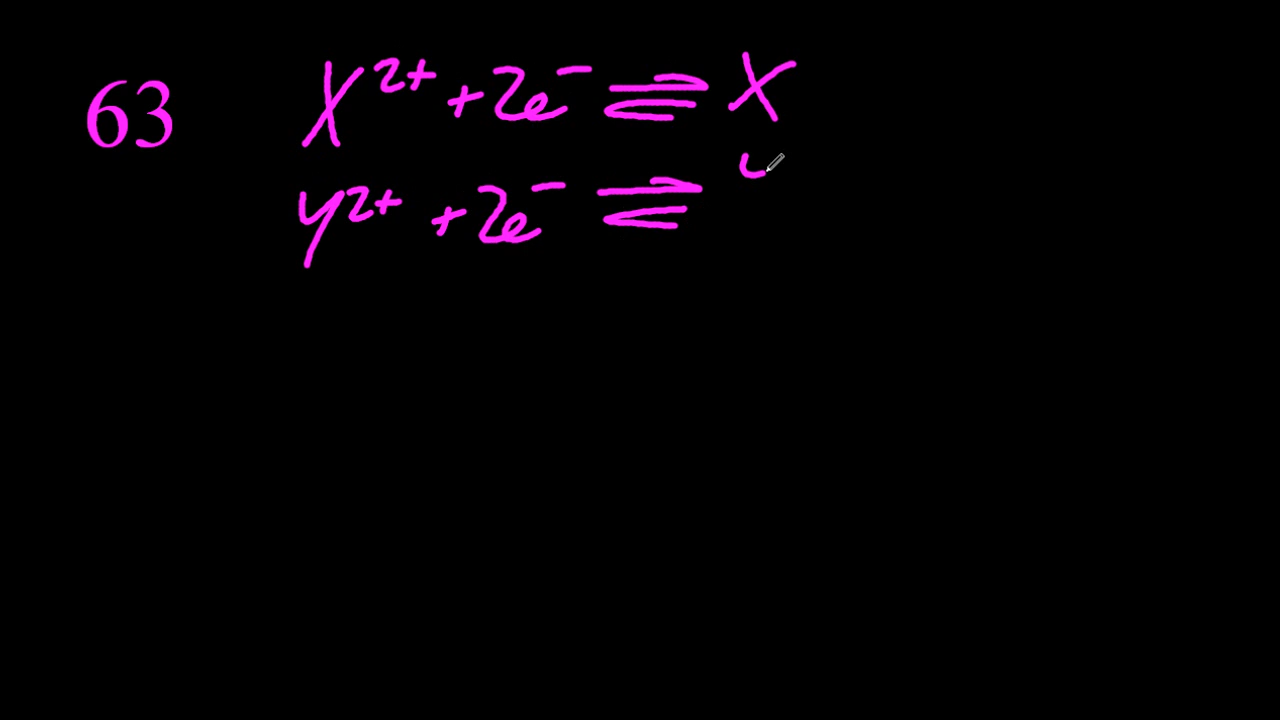 63 X²⁺ + 2e⁻ ⇌ X
y²⁺ + 2e⁻ ⇌